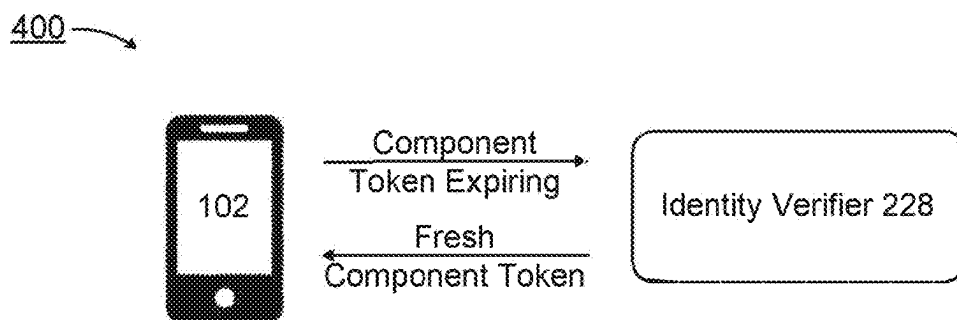 400
Component
Token Expiring
102
Identity Verifier 228
Fresh
Component Token